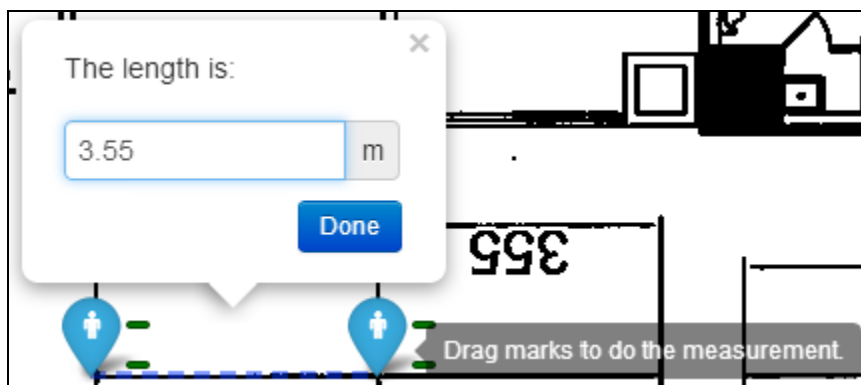 The length is:
×
3.55 m
Done
355
Drag marks to do the measurement.